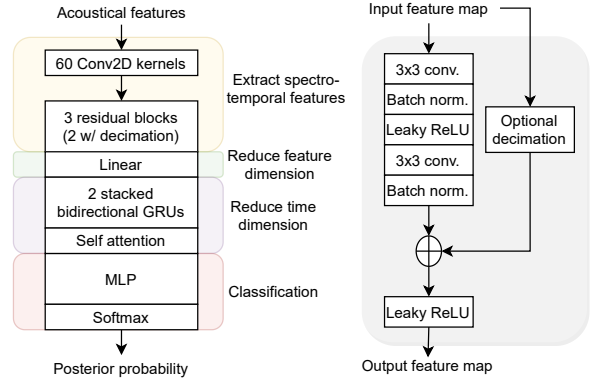 Acoustical features
60 Conv2D kernels
Extract spectro-
temporal features
3 residual blocks
(2 w/ decimation)
Linear
Reduce feature
dimension
2 stacked
bidirectional GRUs
Reduce time
dimension
Self attention
MLP
Classification
Softmax
Posterior probability
Input feature map
3x3 conv.
Batch norm.
Leaky ReLU
3x3 conv.
Batch norm.
Optional
decimation
Leaky ReLU
Output feature map